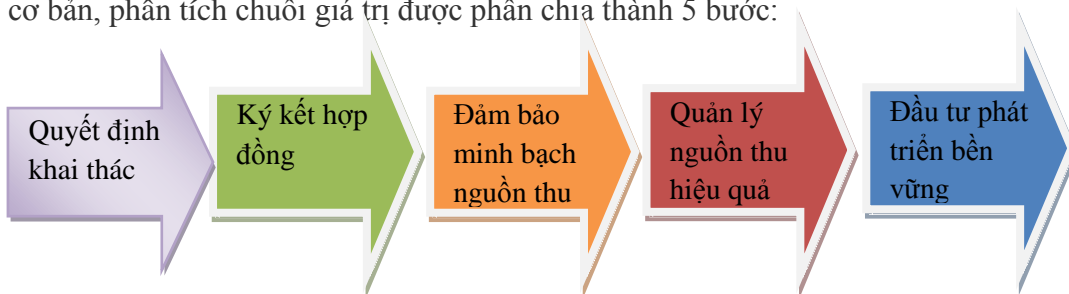 cơ bản, phân tích chuỗi giá trị được phân chia thành 5 bước:
Quyết định
khai thác
Ký kết hợp
đồng
Đảm bảo
minh bạch
nguồn thu
Quản lý
nguồn thu
hiệu quả
Đầu tư phát
triển bền
vững